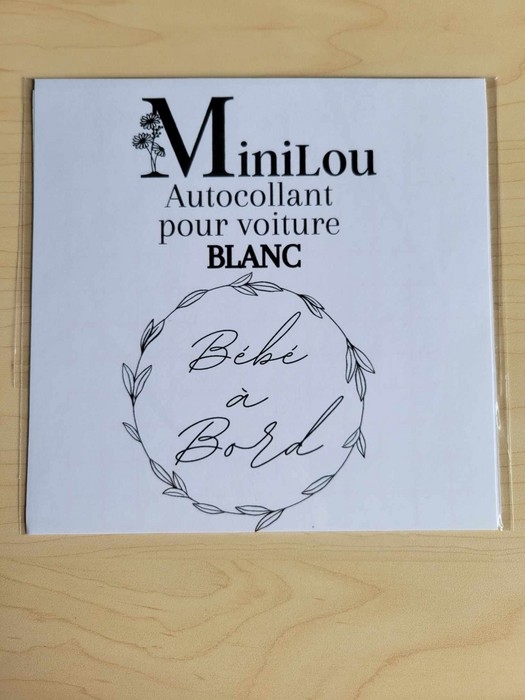 MiniLou
Autocollant
pour voiture
BLANC
Bébé
à
Bord